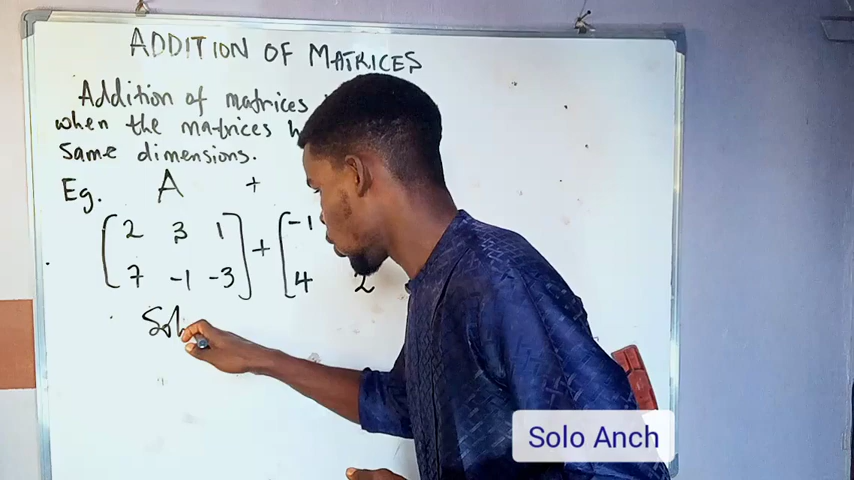 ADDITION OF MATRICES
Addition of matrices
when the matrices
same dimensions.
Eg. A +
2 3 1 + -1
7 -1 -3 4 2
Sol
Solo Anch